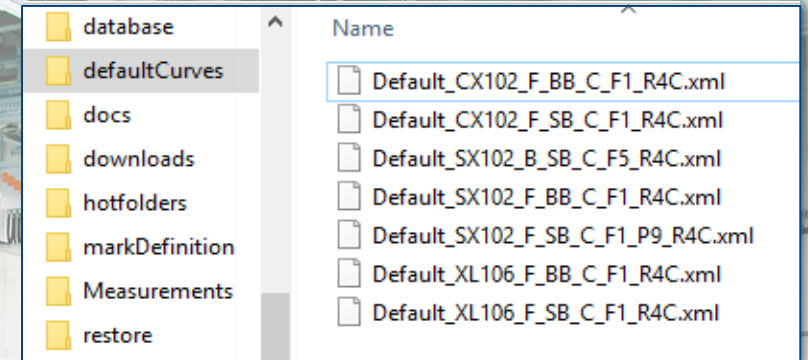 database
defaultCurves
docs
downloads
hotfolders
markDefinition
Measurements
restore
Name
Default_CX102_F_BB_C_F1_R4C.xml
Default_CX102_F_SB_C_F1_R4C.xml
Default_SX102_B_SB_C_F5_R4C.xml
Default_SX102_F_BB_C_F1_R4C.xml
Default_SX102_F_SB_C_F1_P9_R4C.xml
Default_XL106_F_BB_C_F1_R4C.xml
Default_XL106_F_SB_C_F1_R4C.xml